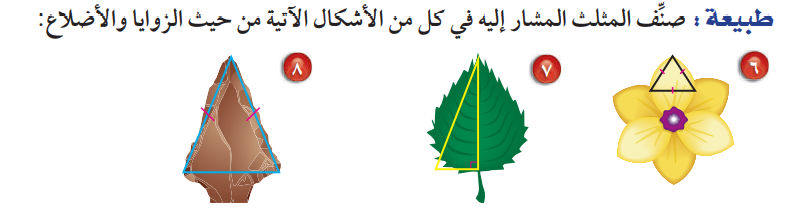 طبيعة : صنِّف المثلث المشار إليه في كل من الأشكال الآتية من حيث الزوايا والأضلاع:
٦
٧
٨